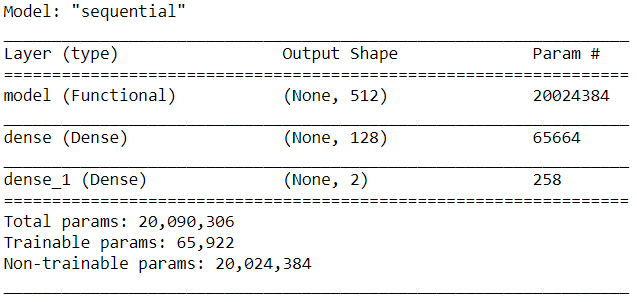 Model: "sequential"
_________________________________________________________________
Layer (type)                 Output Shape              Param #
=================================================================
model (Functional)           (None, 512)               20024384
_________________________________________________________________
dense (Dense)                (None, 128)               65664
_________________________________________________________________
dense_1 (Dense)              (None, 2)                 258
=================================================================
Total params: 20,090,306
Trainable params: 65,922
Non-trainable params: 20,024,384
_________________________________________________________________